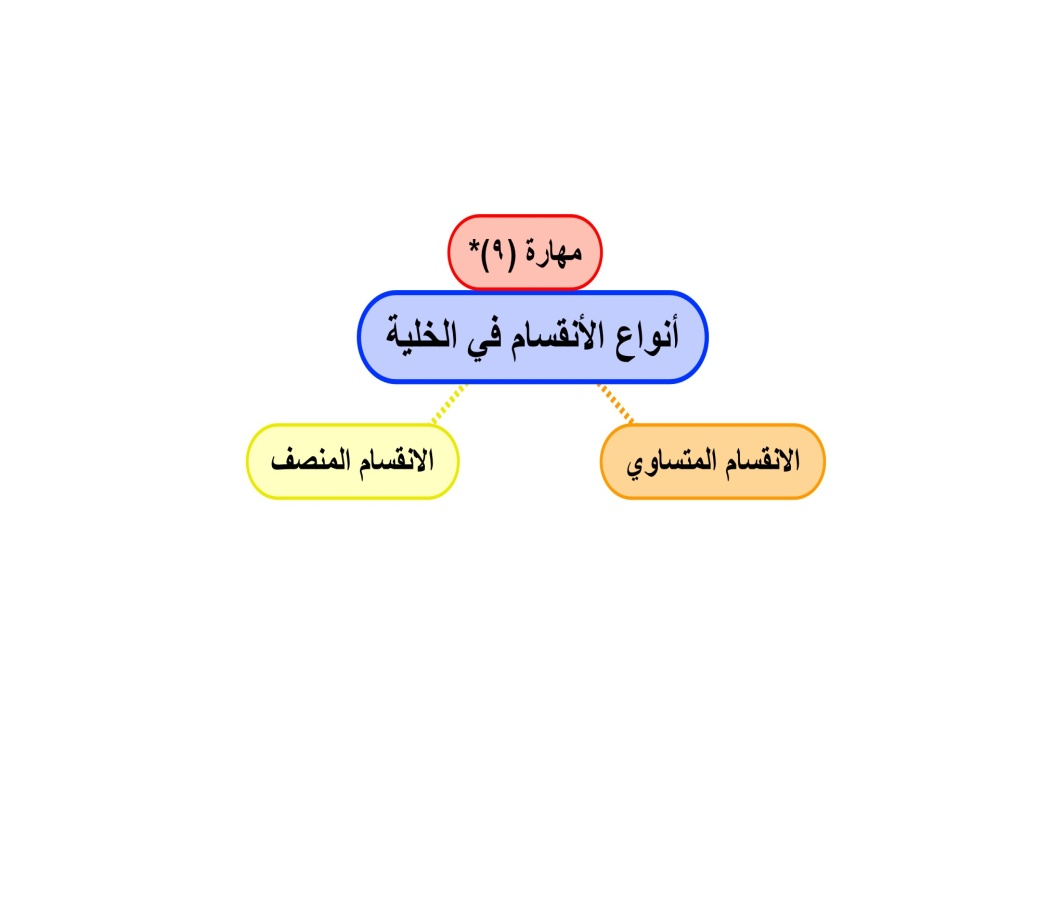 مهارة (٩)*
أنواع الأنقسام في الخلية
الانقسام المتساوي
الانقسام المنصف